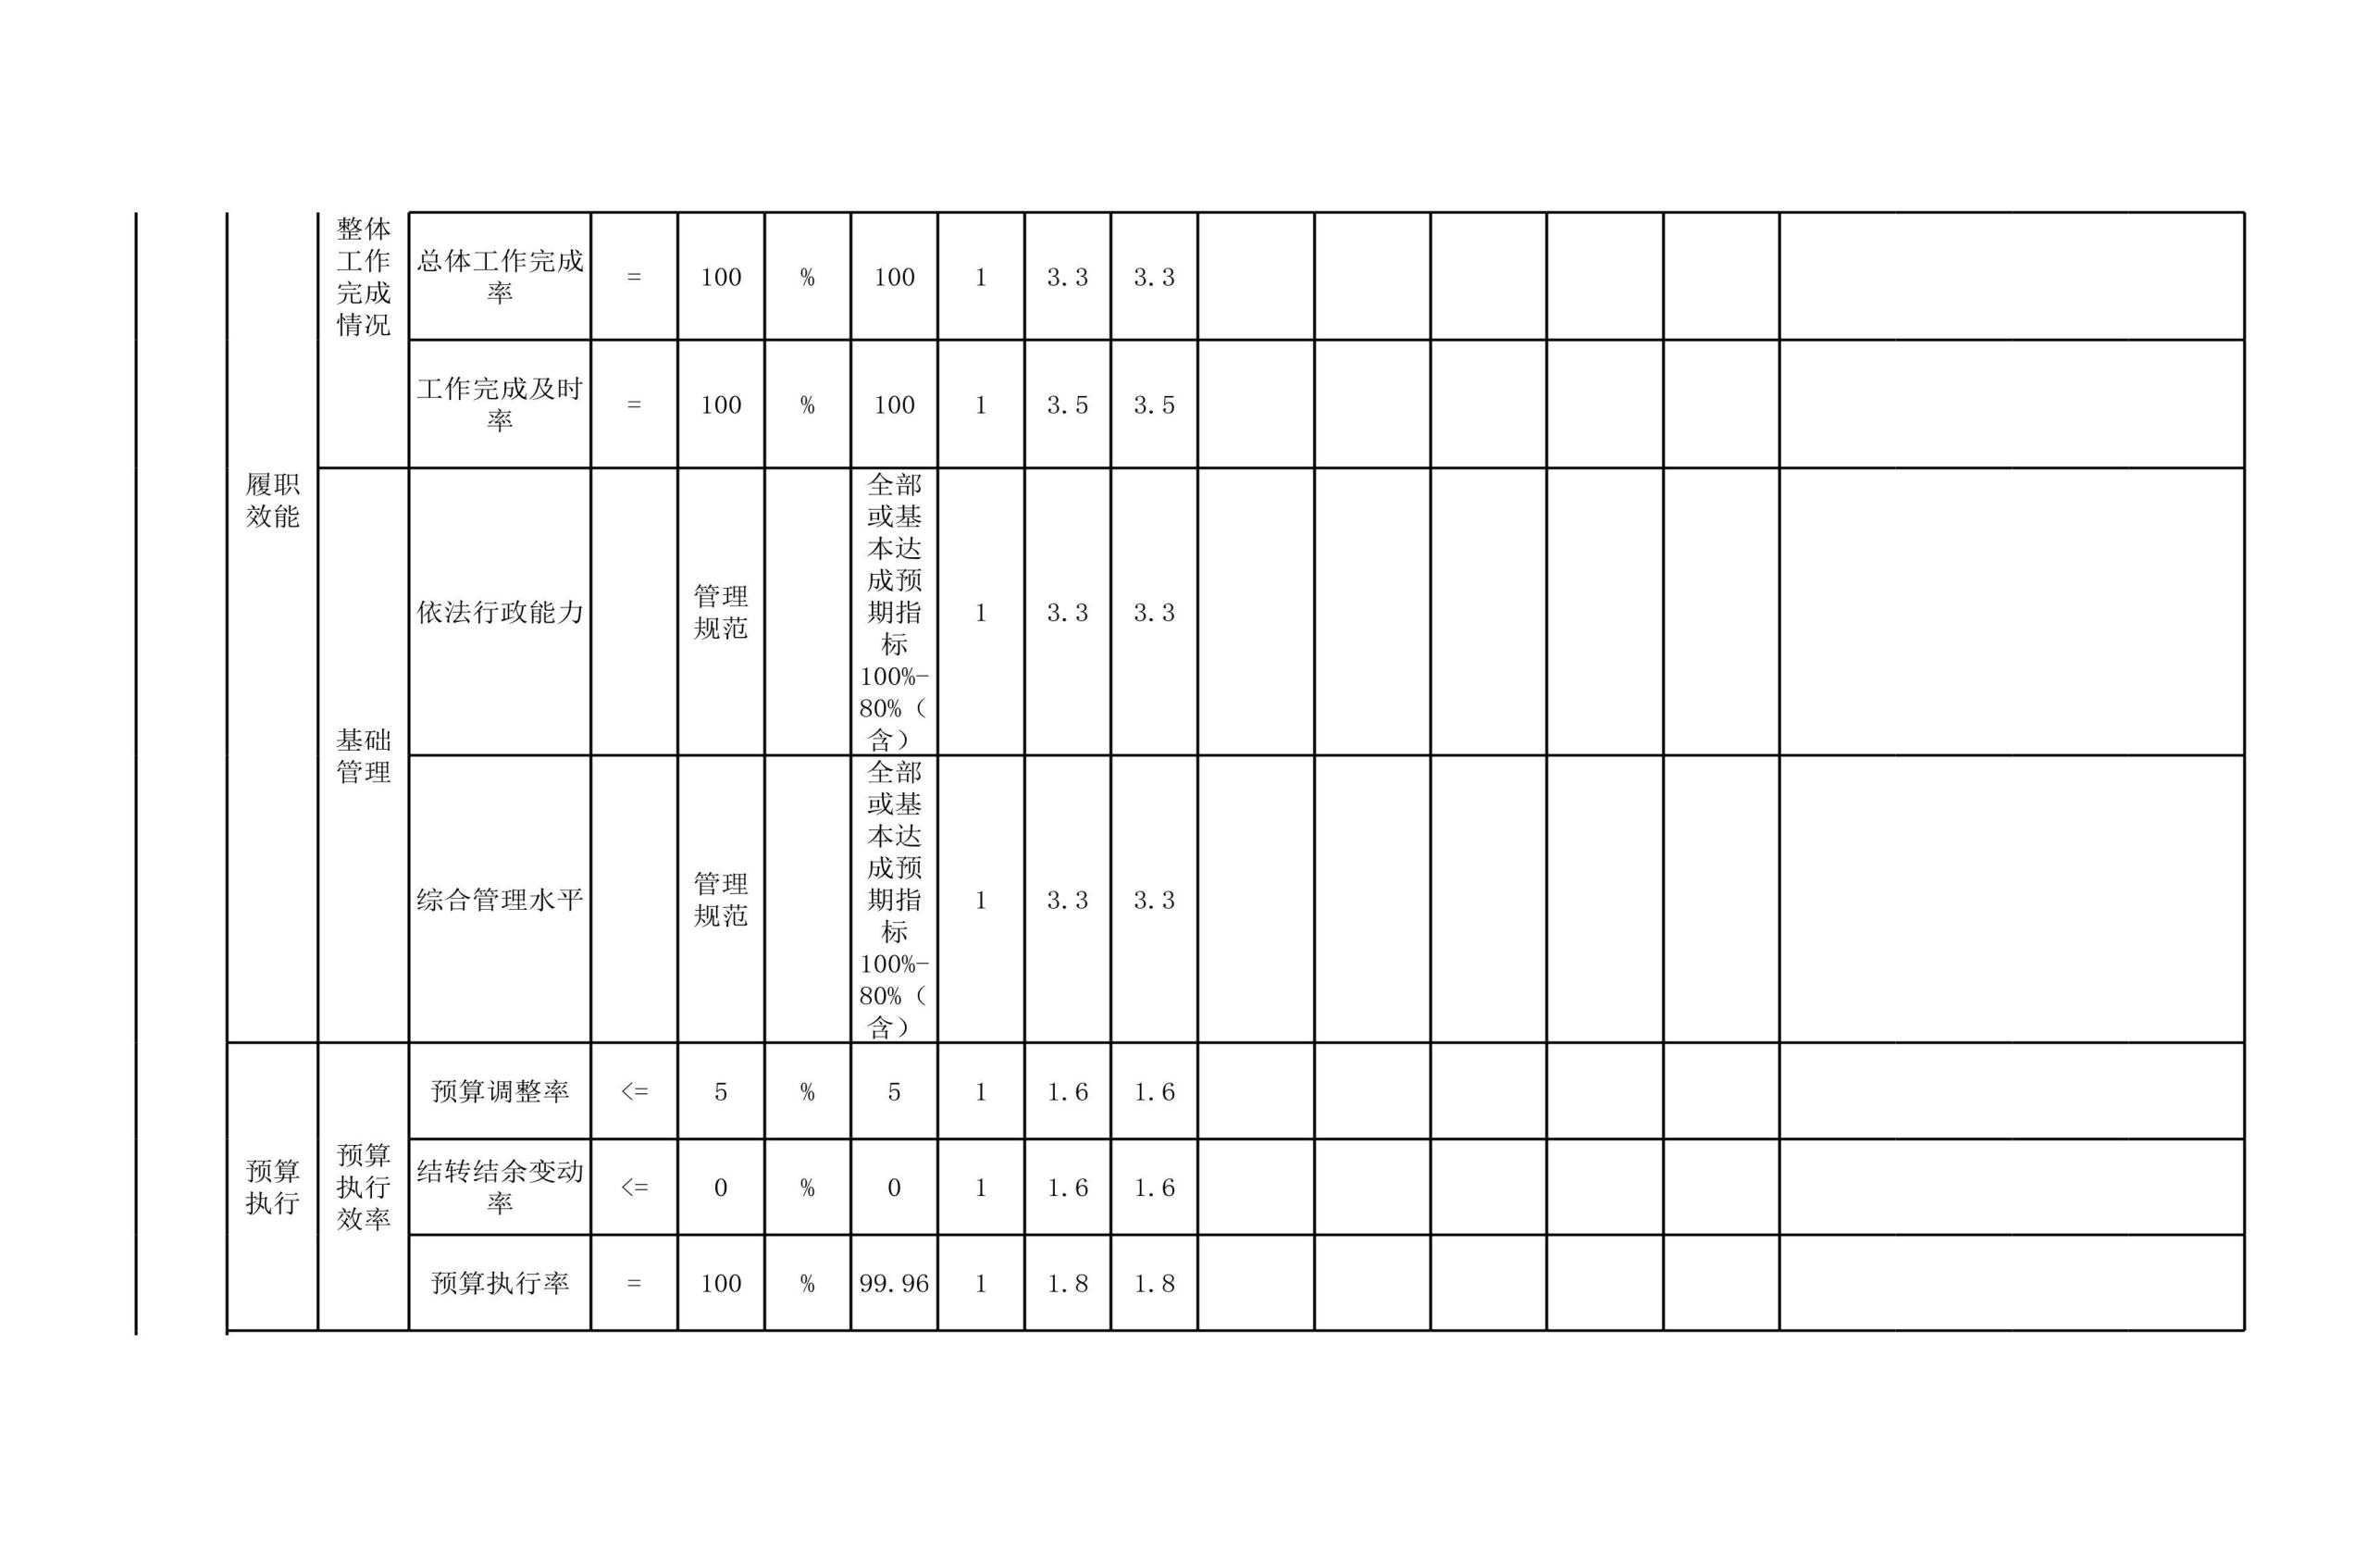 整体
工作
完成
情况
总体工作完成
率
=
100
%
100
1
3.3
3.3
工作完成及时
率
=
100
%
100
1
3.5
3.5
履职
效能
基础
管理
依法行政能力
管理
规范
全部
或基
本达
成预
期指
标
100%-
80%（
含）
1
3.3
3.3
综合管理水平
管理
规范
全部
或基
本达
成预
期指
标
100%-
80%（
含）
1
3.3
3.3
预算
执行
预算
执行
效率
预算调整率
<=
5
%
5
1
1.6
1.6
结转结余变动
率
<=
0
%
0
1
1.6
1.6
预算执行率
=
100
%
99.96
1
1.8
1.8